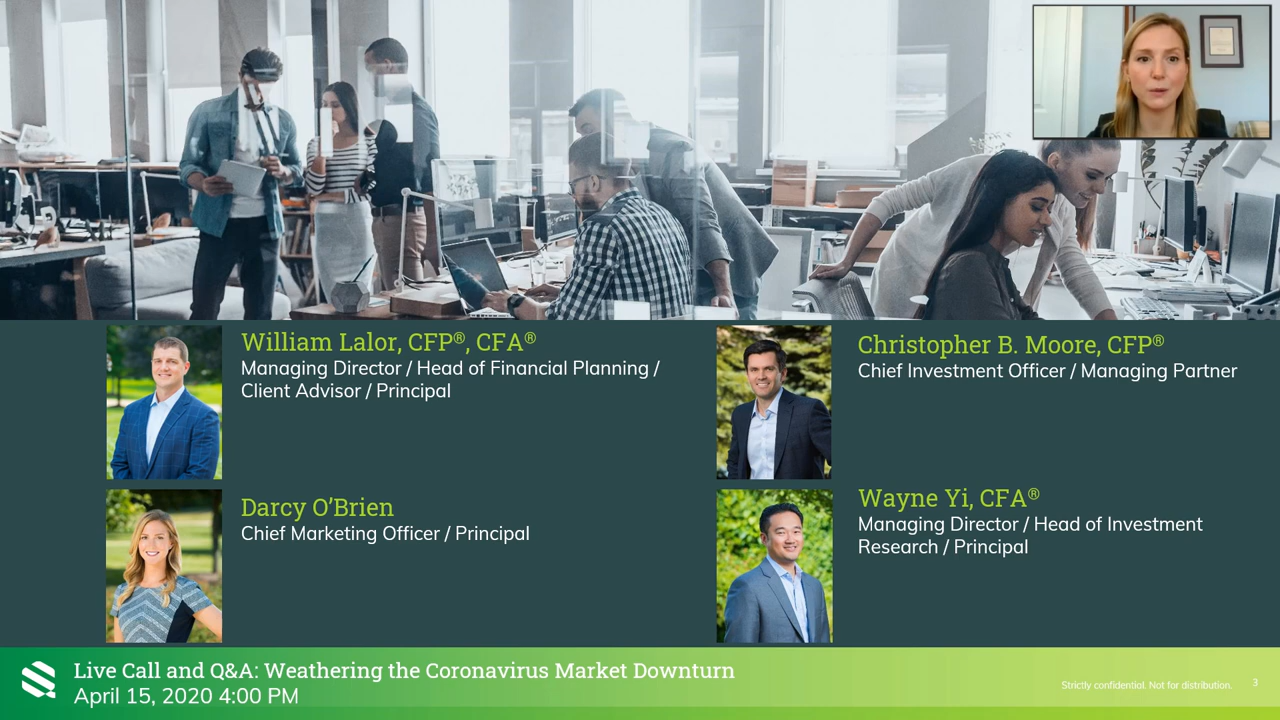 William Lalor, CFP®, CFA®
Managing Director / Head of Financial Planning /
Client Advisor / Principal
Christopher B. Moore, CFP®
Chief Investment Officer / Managing Partner
Darcy O’Brien
Chief Marketing Officer / Principal
Wayne Yi, CFA®
Managing Director / Head of Investment
Research / Principal
Live Call and Q&A: Weathering the Coronavirus Market Downturn
April 15, 2020 4:00 PM
Strictly confidential. Not for distribution.
3